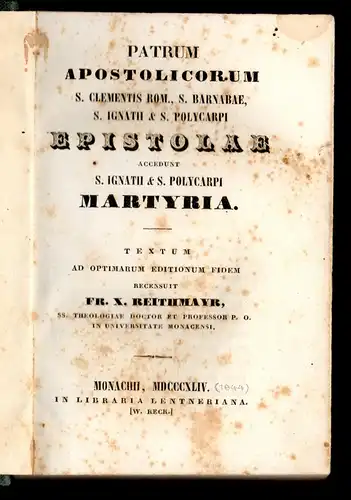 PATRUM
APOSTOLICORUM
S. CLEMENTIS ROM., S. BARNABAE,
S. IGNATII & S. POLYCARPI
EPISTOLAE
ACCEDUNT
S. IGNATII & S. POLYCARPI
MARTYRIA.
TEXTUM
AD OPTIMARUM EDITIONUM FIDEM
RECENSUIT
FR. X. REITHMAYR,
SS. THEOLOGIAE DOCTOR ET PROFESSOR P. O.
IN UNIVERSITATE MONACENSI.
MONACHII, MDCCCXLIV. (1844)
IN LIBRARIA LENTNERIANA.
[W. KECK.]